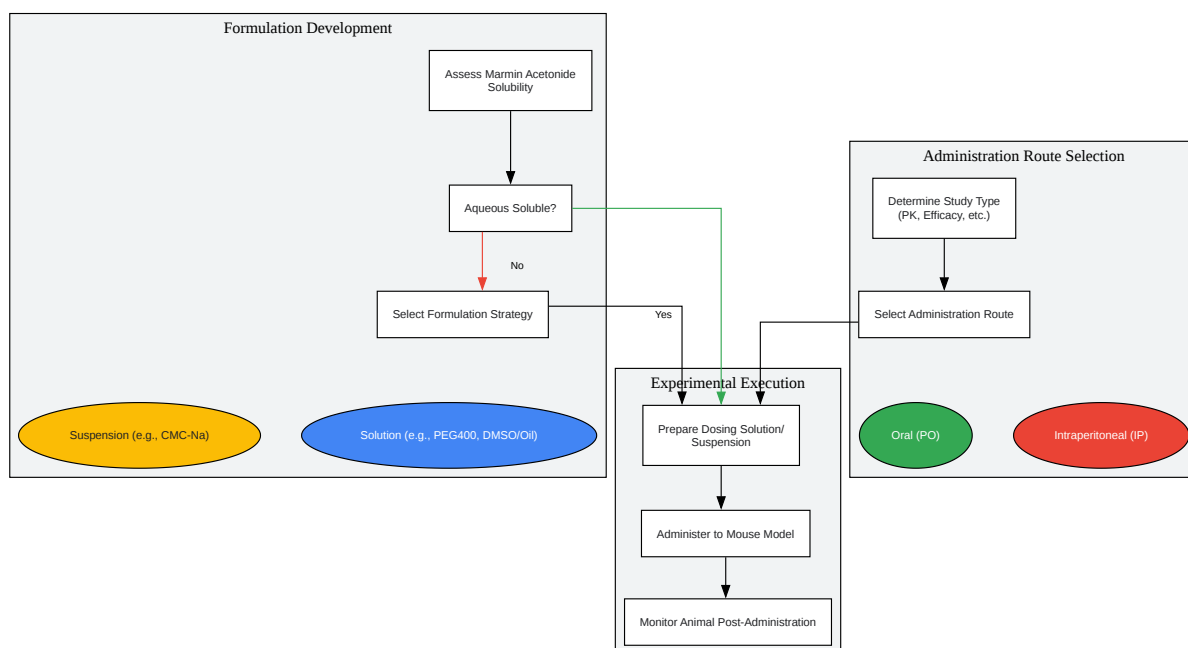 Formulation Development
Assess Marmin Acetonide
Solubility
Aqueous Soluble?
No
Select Formulation Strategy
Yes
Suspension (e.g., CMC-Na)
Solution (e.g., PEG400, DMSO/Oil)
Administration Route Selection
Determine Study Type
(PK, Efficacy, etc.)
Select Administration Route
Oral (PO)
Intraperitoneal (IP)
Experimental Execution
Prepare Dosing Solution/
Suspension
Administer to Mouse Model
Monitor Animal Post-Administration